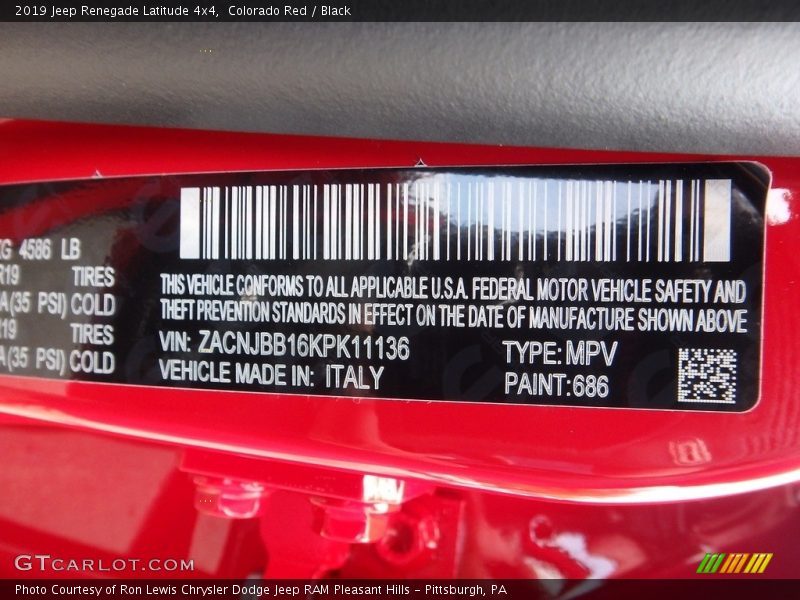 2019 Jeep Renegade Latitude 4x4, Colorado Red / Black
4586 LB
R19 TIRES
(35 PSI) COLD
TIRES
(35 PSI) COLD
THIS VEHICLE CONFORMS TO ALL APPLICABLE U.S.A. FEDERAL MOTOR VEHICLE SAFETY AND
THEFT PREVENTION STANDARDS IN EFFECT ON THE DATE OF MANUFACTURE SHOWN ABOVE
VIN: ZACNJBB16KPK11136 TYPE:MPV
VEHICLE MADE IN: ITALY PAINT:686
GTCARLOT.COM
Photo Courtesy of Ron Lewis Chrysler Dodge Jeep RAM Pleasant Hills - Pittsburgh, PA